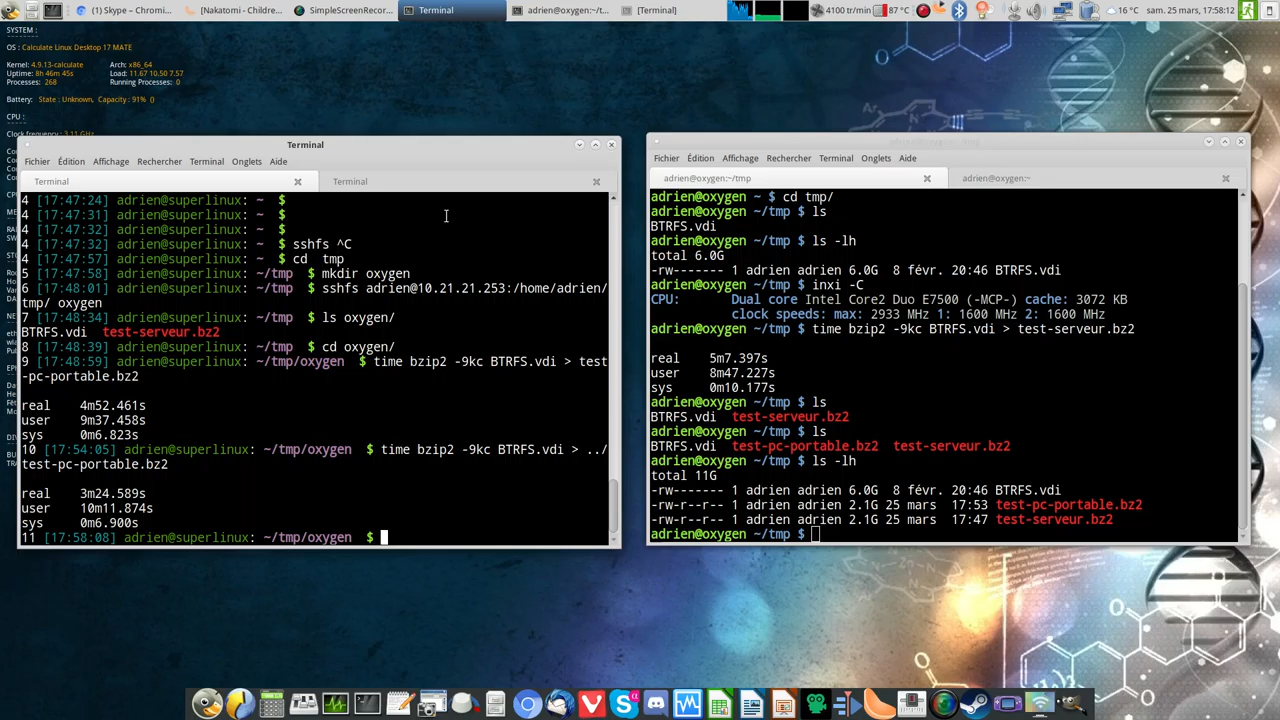 (1) Skype – Chromi...
[Nakatomi - Childre...
SimpleScreenRecor...
Terminal
adrien@oxygen:~/t...
[Terminal]
4100 tr/min
87 °C
16 °C
sam. 25 mars, 17:58:12
SYSTEM :
OS : Calculate Linux Desktop 17 MATE
Kernel: 4.9.13-calculate Arch: x86_64
Uptime: 8h 46m 45s Load: 11.67 10.50 7.57
Processes: 268 Running Processes: 0
Battery: State : Unknown, Capacity : 91% ()
CPU :
Clock frequency : 3.11 GHz
Terminal
Fichier Édition Affichage Rechercher Terminal Onglets Aide
Terminal
Terminal
4 [17:47:24] adrien@superlinux: ~ $
4 [17:47:31] adrien@superlinux: ~ $
4 [17:47:32] adrien@superlinux: ~ $
4 [17:47:32] adrien@superlinux: ~ $ sshfs ^C
4 [17:47:32] adrien@superlinux: ~ $ cd  tmp
5 [17:47:58] adrien@superlinux: ~/tmp $ mkdir oxygen
6 [17:48:01] adrien@superlinux: ~/tmp $ sshfs adrien@10.21.21.253:/home/adrien/
tmp/ oxygen
7 [17:48:34] adrien@superlinux: ~/tmp $ ls oxygen/
BTRFS.vdi test-serveur.bz2
8 [17:48:39] adrien@superlinux: ~/tmp $ cd oxygen/
9 [17:48:59] adrien@superlinux: ~/tmp/oxygen $ time bzip2 -9kc BTRFS.vdi > test
-pc-portable.bz2
real 4m52.461s
user 9m37.458s
sys 0m6.823s
10 [17:54:05] adrien@superlinux: ~/tmp/oxygen $ time bzip2 -9kc BTRFS.vdi > ../
test-pc-portable.bz2
real 3m24.589s
user 10m11.874s
sys 0m6.900s
11 [17:58:08] adrien@superlinux: ~/tmp/oxygen $
Fichier Édition Affichage Rechercher Terminal Onglets Aide
adrien@oxygen:~/tmp
adrien@oxygen:~
adrien@oxygen ~ $ cd tmp/
adrien@oxygen ~/tmp $ ls
BTRFS.vdi
adrien@oxygen ~/tmp $ ls -lh
total 6.0G
-rw------- 1 adrien adrien 6.0G 8 févr. 20:46 BTRFS.vdi
adrien@oxygen ~/tmp $ inxi -C
CPU: Dual core Intel Core2 Duo E7500 (-MCP-) cache: 3072 KB
clock speeds: max: 2933 MHz 1: 1600 MHz 2: 1600 MHz
adrien@oxygen ~/tmp $ time bzip2 -9kc BTRFS.vdi > test-serveur.bz2
real 5m7.397s
user 8m47.227s
sys 0m10.177s
adrien@oxygen ~/tmp $ ls
BTRFS.vdi test-serveur.bz2
adrien@oxygen ~/tmp $ ls
BTRFS.vdi test-pc-portable.bz2 test-serveur.bz2
adrien@oxygen ~/tmp $ ls -lh
total 11G
-rw------- 1 adrien adrien 6.0G 8 févr. 20:46 BTRFS.vdi
-rw-r--r-- 1 adrien adrien 2.1G 25 mars 17:53 test-pc-portable.bz2
-rw-r--r-- 1 adrien adrien 2.1G 25 mars 17:47 test-serveur.bz2
adrien@oxygen ~/tmp $